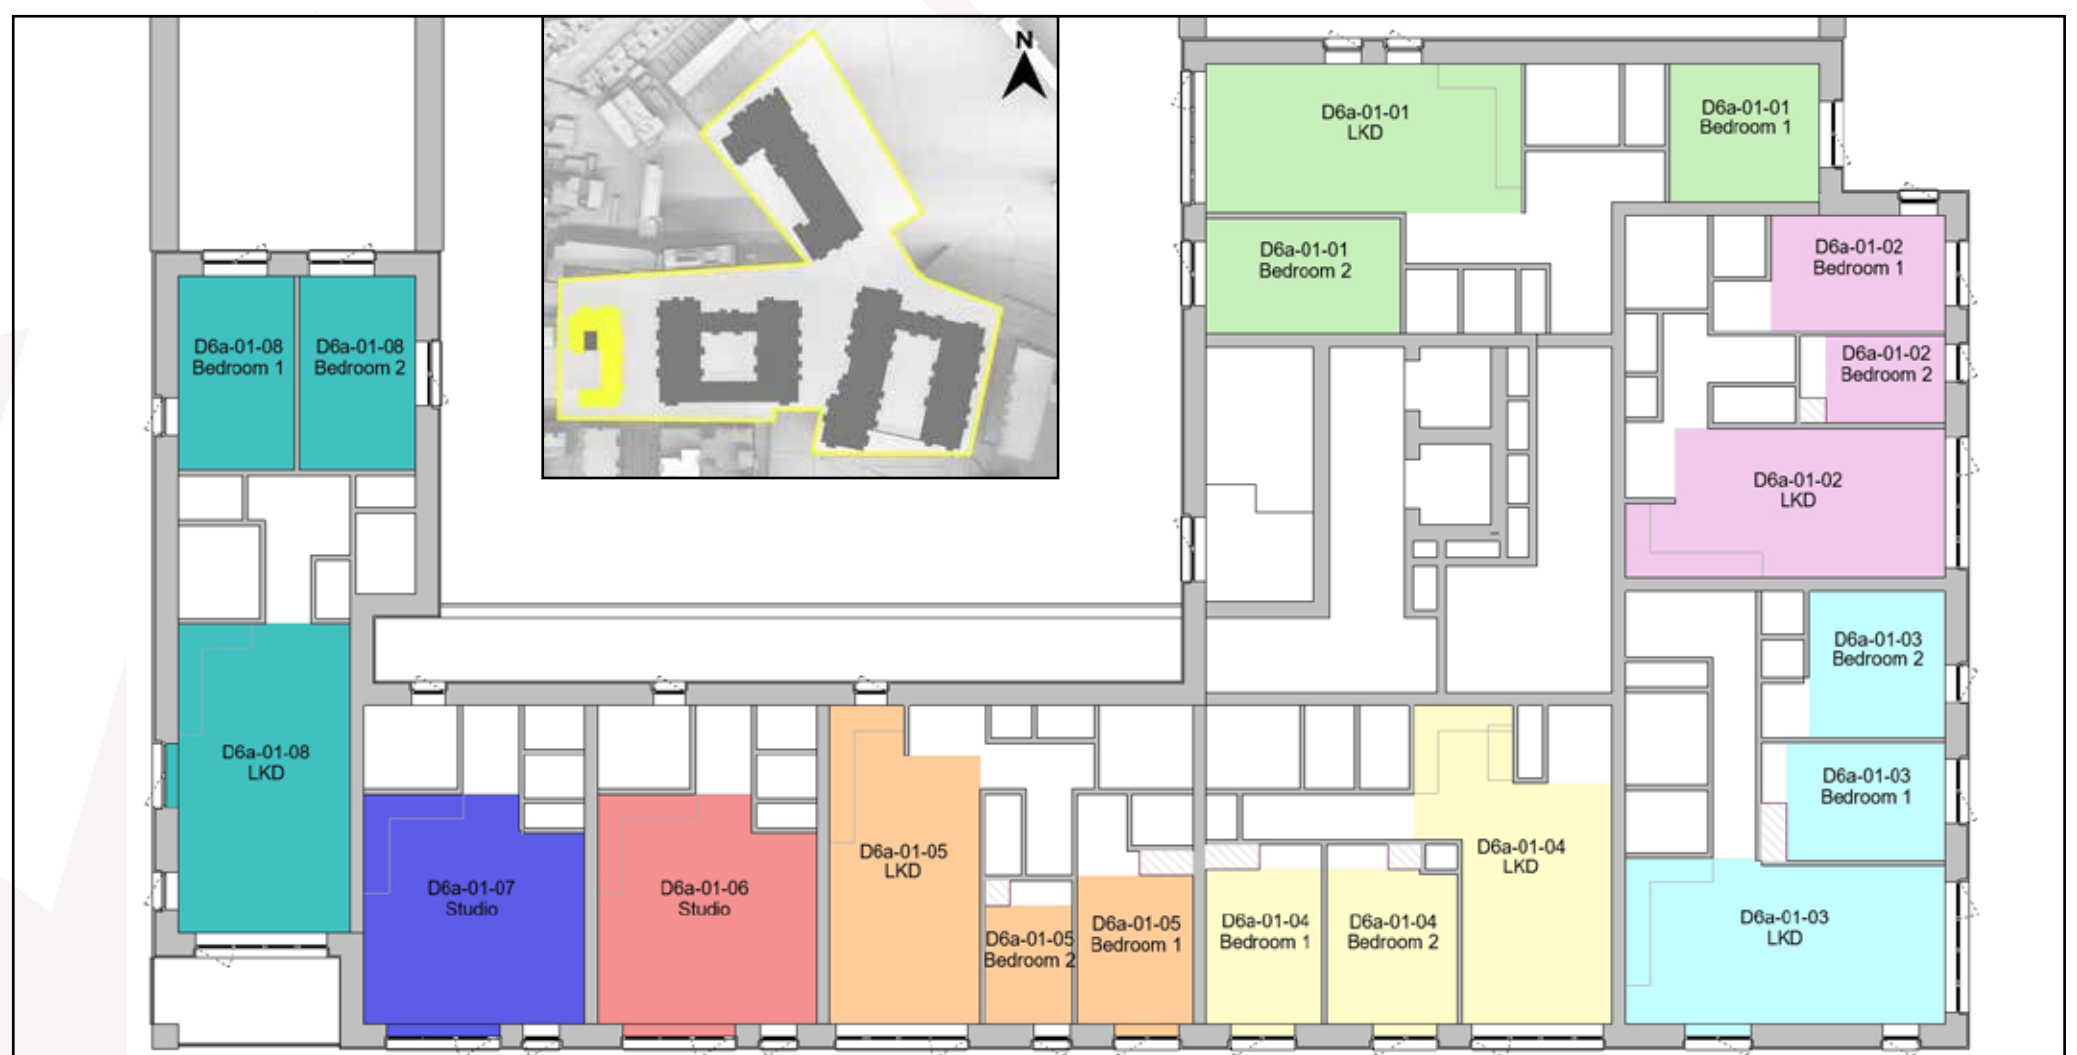 N
D6a-01-01
LKD
D6a-01-01
Bedroom 1
D6a-01-01
Bedroom 2
D6a-01-02
Bedroom 1
D6a-01-08
Bedroom 1
D6a-01-08
Bedroom 2
D6a-01-02
Bedroom 2
D6a-01-02
LKD
D6a-01-03
Bedroom 2
D6a-01-08
LKD
D6a-01-03
Bedroom 1
D6a-01-07
Studio
D6a-01-06
Studio
D6a-01-05
LKD
D6a-01-05
Bedroom 2
D6a-01-05
Bedroom 1
D6a-01-04
Bedroom 1
D6a-01-04
Bedroom 2
D6a-01-04
LKD
D6a-01-03
LKD